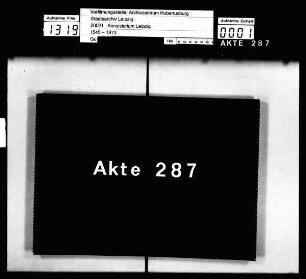 Aufnahme Film
1319
Verfilmungsstelle Archivzentrum Hubertusburg
Staatsarchiv Leipzig
20021 Konsistorium Leipzig
1545 - 1873
Aufnahme Einheit
0001
AKTE 287
Akte 287